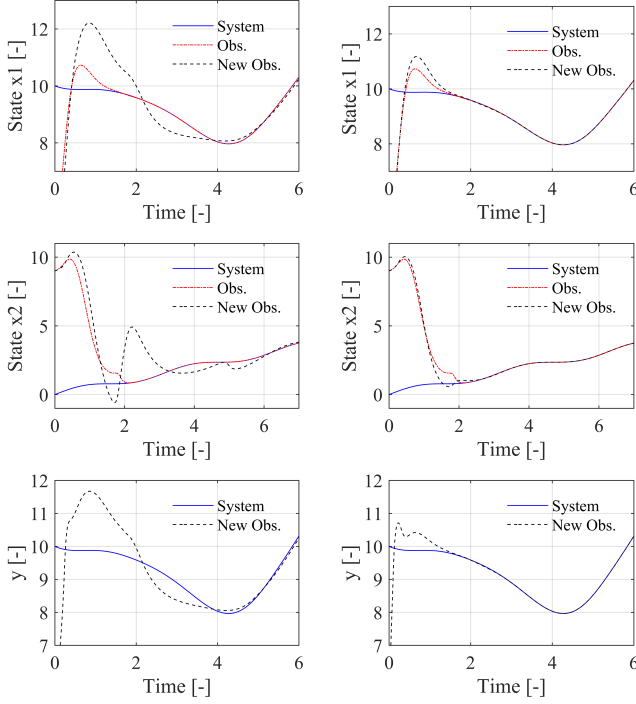 State x1 [-]
12
10
8
System
Obs.
New Obs.
0
2
4
6
Time [-]
State x1 [-]
12
10
8
System
Obs.
New Obs.
0
2
4
6
Time [-]
State x2 [-]
10
5
0
System
Obs.
New Obs.
0
2
4
6
Time [-]
State x2 [-]
10
5
0
System
Obs.
New Obs.
0
2
4
6
Time [-]
y [-]
12
11
10
9
8
7
System
New Obs.
0
2
4
6
Time [-]
y [-]
12
11
10
9
8
7
System
New Obs.
0
2
4
6
Time [-]